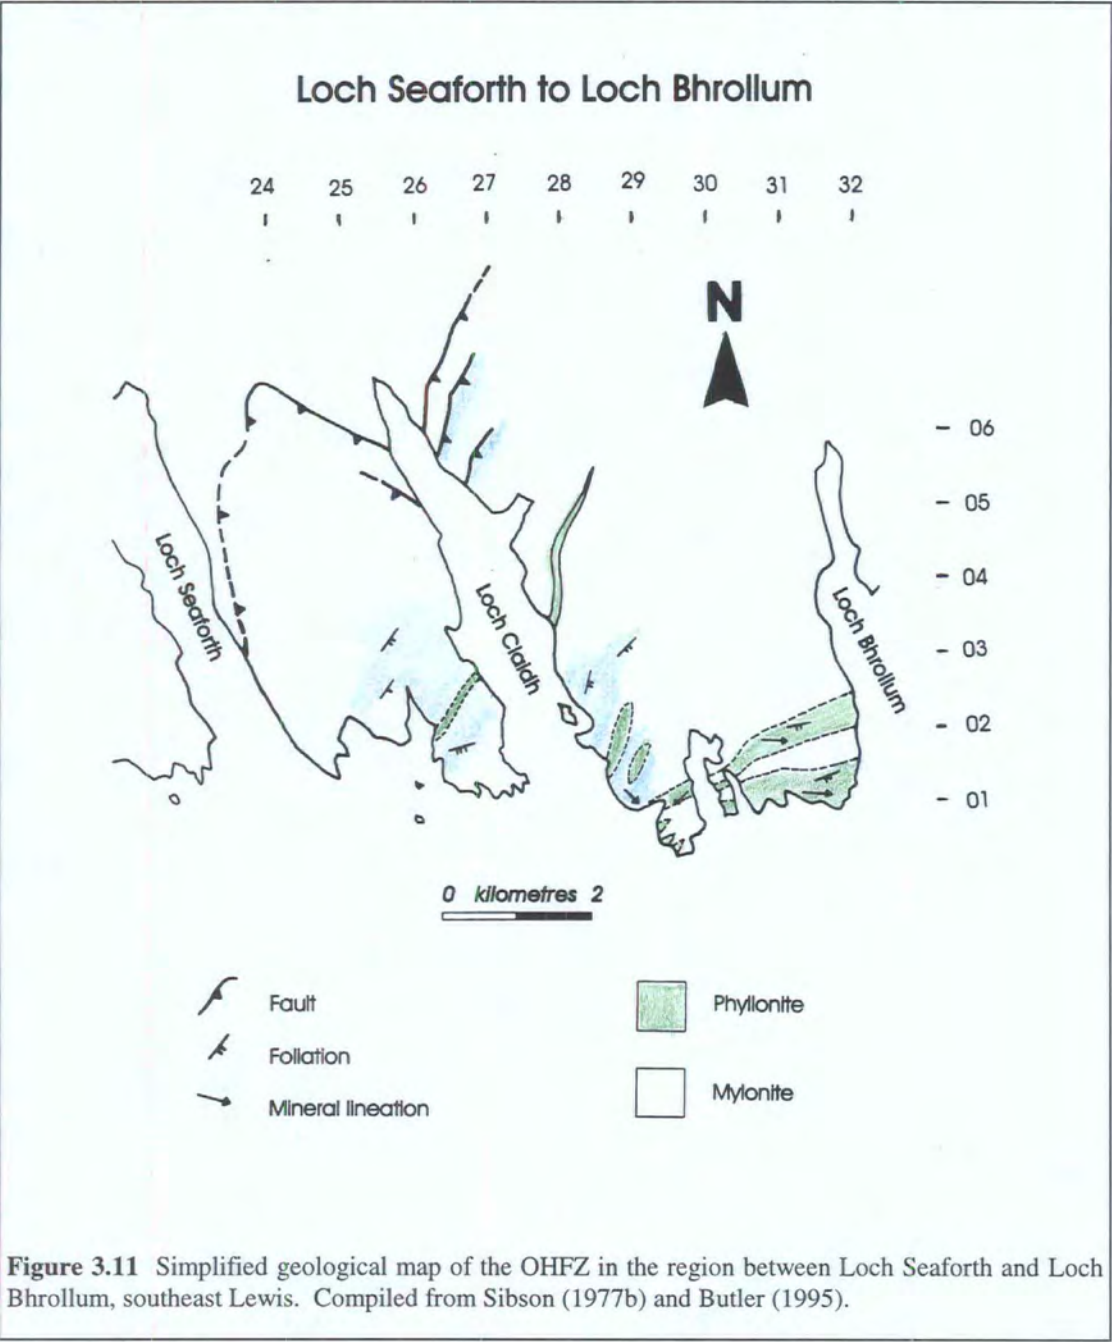 Loch Seaforth to Loch Bhrollum
24 25 26 27 28 29 30 31 32
N
06
05
04
03
02
01
Loch Seaforth
Loch Claidh
Loch Bhrollum
0 kilometres 2
Fault
Foliation
Mineral lineation
Phyllonite
Mylonite
Figure 3.11 Simplified geological map of the OHFZ in the region between Loch Seaforth and Loch
Bhrollum, southeast Lewis. Compiled from Sibson (1977b) and Butler (1995).